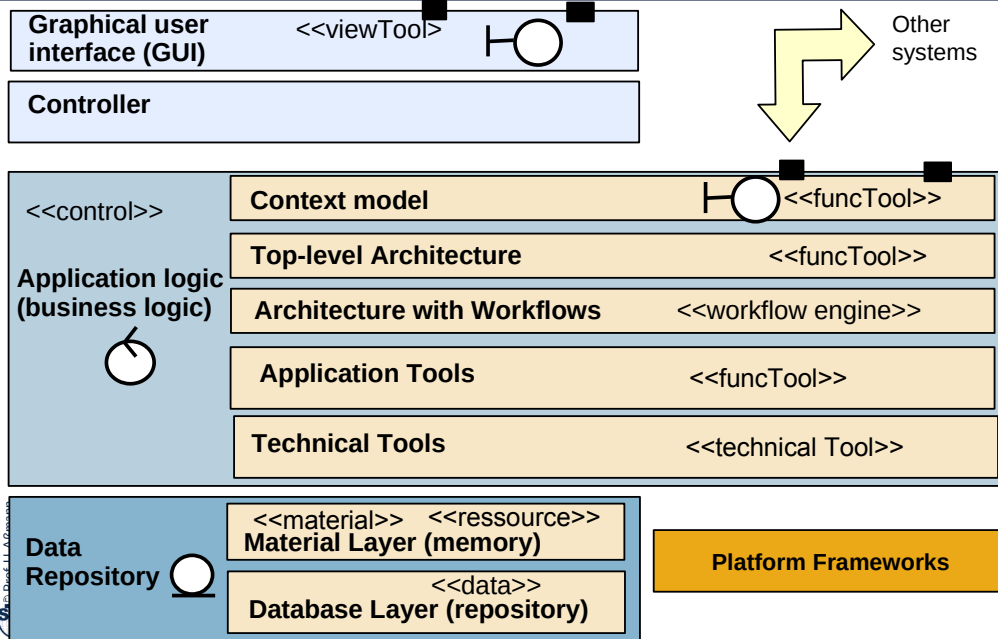 Graphical user
interface (GUI)
<<viewTool>
Other
systems
Controller
<<control>>
Application logic
(business logic)
Context model
<<funcTool>>
Top-level Architecture
<<funcTool>>
Architecture with Workflows
<<workflow engine>>
Application Tools
<<funcTool>>
Technical Tools
<<technical Tool>>
Data
Repository
<<material>>
<<ressource>>
Material Layer (memory)
<<data>>
Database Layer (repository)
Platform Frameworks
© Prof. U. Aßmann